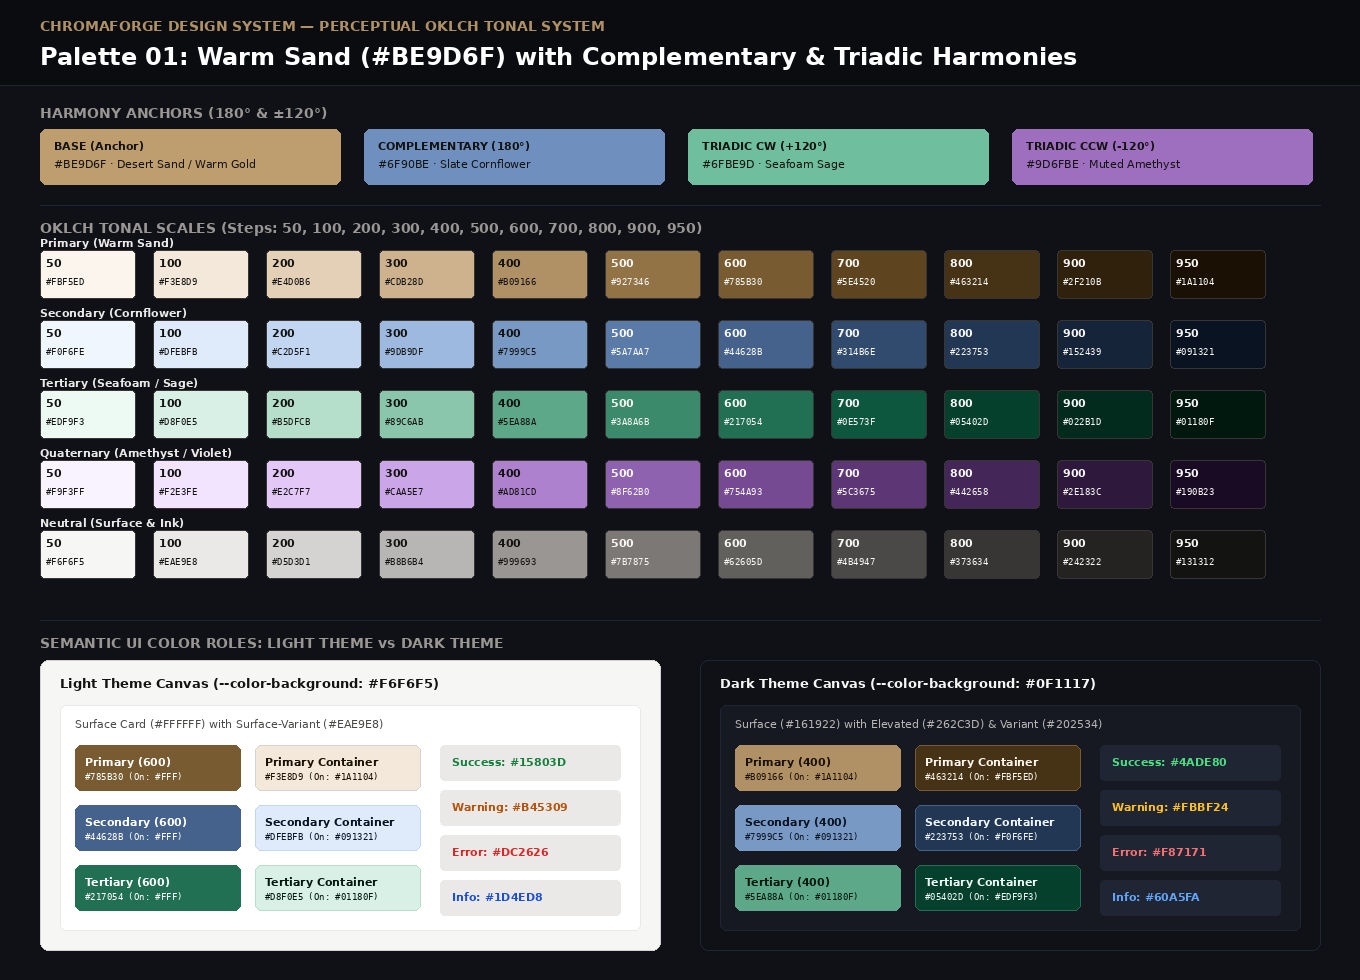 CHROMAFORGE DESIGN SYSTEM — PERCEPTUAL OKLCH TONAL SYSTEM
Palette 01: Warm Sand (#BE9D6F) with Complementary & Triadic Harmonies
HARMONY ANCHORS (180° & ±120°)
BASE (Anchor)
#BE9D6F · Desert Sand / Warm Gold
COMPLEMENTARY (180°)
#6F90BE · Slate Cornflower
TRIADIC CW (+120°)
#6FBE9D · Seafoam Sage
TRIADIC CCW (-120°)
#9D6FBE · Muted Amethyst
OKLCH TONAL SCALES (Steps: 50, 100, 200, 300, 400, 500, 600, 700, 800, 900, 950)
Primary (Warm Sand)
50 100 200 300 400 500 600 700 800 900 950
#FBF5ED #F3E8D9 #E4D0B6 #CDB28D #B09166 #927346 #785B30 #5E4520 #463214 #2F210B #1A1104
Secondary (Cornflower)
50 100 200 300 400 500 600 700 800 900 950
#F0F6FE #DFEBFB #C2D5F1 #9DB9DF #7999C5 #5A7AA7 #44628B #314B6E #223753 #152439 #091321
Tertiary (Seafoam / Sage)
50 100 200 300 400 500 600 700 800 900 950
#EDF9F3 #D8F0E5 #B5DFCB #89C6AB #5EA88A #3A8A6B #217054 #0E573F #05402D #022B1D #01180F
Quaternary (Amethyst / Violet)
50 100 200 300 400 500 600 700 800 900 950
#F9F3FF #F2E3FE #E2C7F7 #CAA5E7 #AD81CD #8F62B0 #754A93 #5C3675 #442658 #2E183C #190B23
Neutral (Surface & Ink)
50 100 200 300 400 500 600 700 800 900 950
#F6F6F5 #EAE9E8 #D5D3D1 #B8B6B4 #999693 #7B7875 #62605D #4B4947 #373634 #242322 #131312
SEMANTIC UI COLOR ROLES: LIGHT THEME vs DARK THEME
Light Theme Canvas (--color-background: #F6F6F5)
Surface Card (#FFFFFF) with Surface-Variant (#EAE9E8)
Primary (600)
#785B30 (On: #FFF)
Primary Container
#F3E8D9 (On: #1A1104)
Success: #15803D
Warning: #B45309
Secondary (600)
#44628B (On: #FFF)
Secondary Container
#DFEBFB (On: #091321)
Error: #DC2626
Tertiary (600)
#217054 (On: #FFF)
Tertiary Container
#D8F0E5 (On: #01180F)
Info: #1D4ED8
Dark Theme Canvas (--color-background: #0F1117)
Surface (#161922) with Elevated (#262C3D) & Variant (#202534)
Primary (400)
#B09166 (On: #1A1104)
Primary Container
#463214 (On: #FBF5ED)
Success: #4ADE80
Warning: #FBBF24
Secondary (400)
#7999C5 (On: #091321)
Secondary Container
#223753 (On: #F0F6FE)
Error: #F87171
Tertiary (400)
#5EA88A (On: #01180F)
Tertiary Container
#05402D (On: #EDF9F3)
Info: #60A5FA